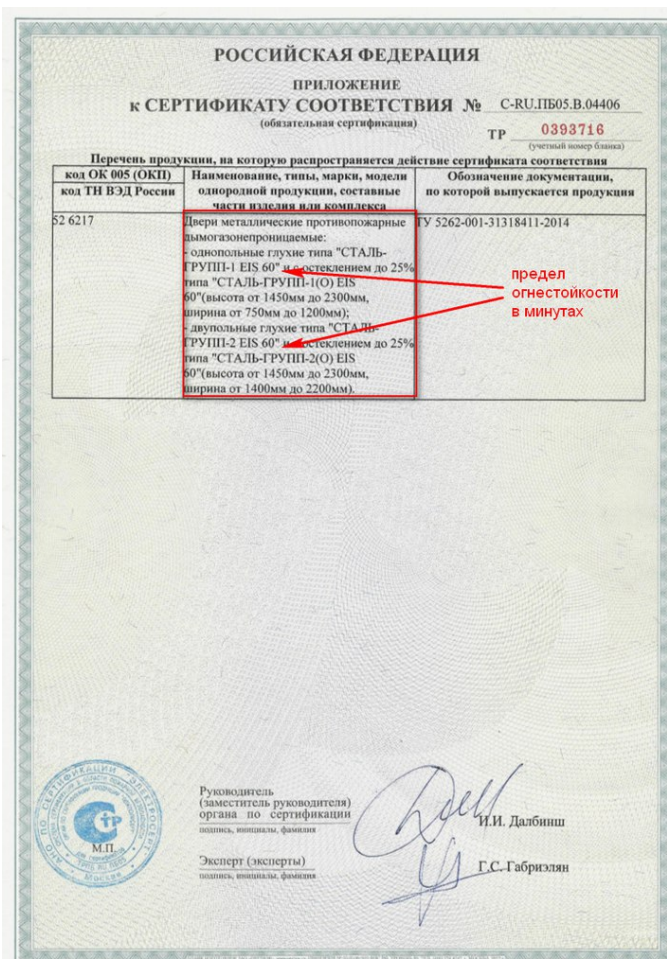 РОССИЙСКАЯ ФЕДЕРАЦИЯ
ПРИЛОЖЕНИЕ
к СЕРТИФИКАТУ СООТВЕТСТВИЯ № С-RU.ПБ05.В.04406
(обязательная сертификация)
ТР 0393716
(учетный номер бланка)
Перечень продукции, на которую распространяется действие сертификата соответствия
код ОК 005 (ОКП)
код ТН ВЭД России
Наименование, типы, марки, модели
однородной продукции, составные
части изделия или комплекса
Обозначение документации,
по которой выпускается продукция
52 6217
Двери металлические противопожарные
дымогазонепроницаемые:
- однопольные глухие типа "СТАЛЬ-
ГРУПП-1 EIS 60" и с остеклением до 25%
типа "СТАЛЬ-ГРУПП-1(О) EIS
60"(высота от 1450мм до 2300мм,
ширина от 750мм до 1200мм);
- двупольные глухие типа "СТАЛЬ-
ГРУПП-2 EIS 60" и с остеклением до 25%
типа "СТАЛЬ-ГРУПП-2(О) EIS
60"(высота от 1450мм до 2300мм,
ширина от 1400мм до 2200мм).
ТУ 5262-001-31318411-2014
предел
огнестойкости
в минутах
Руководитель
(заместитель руководителя)
органа по сертификации
подпись, инициалы, фамилия
И.И. Далбинш
М.П.
Эксперт (эксперты)
подпись, инициалы, фамилия
Г.С. Габриэлян